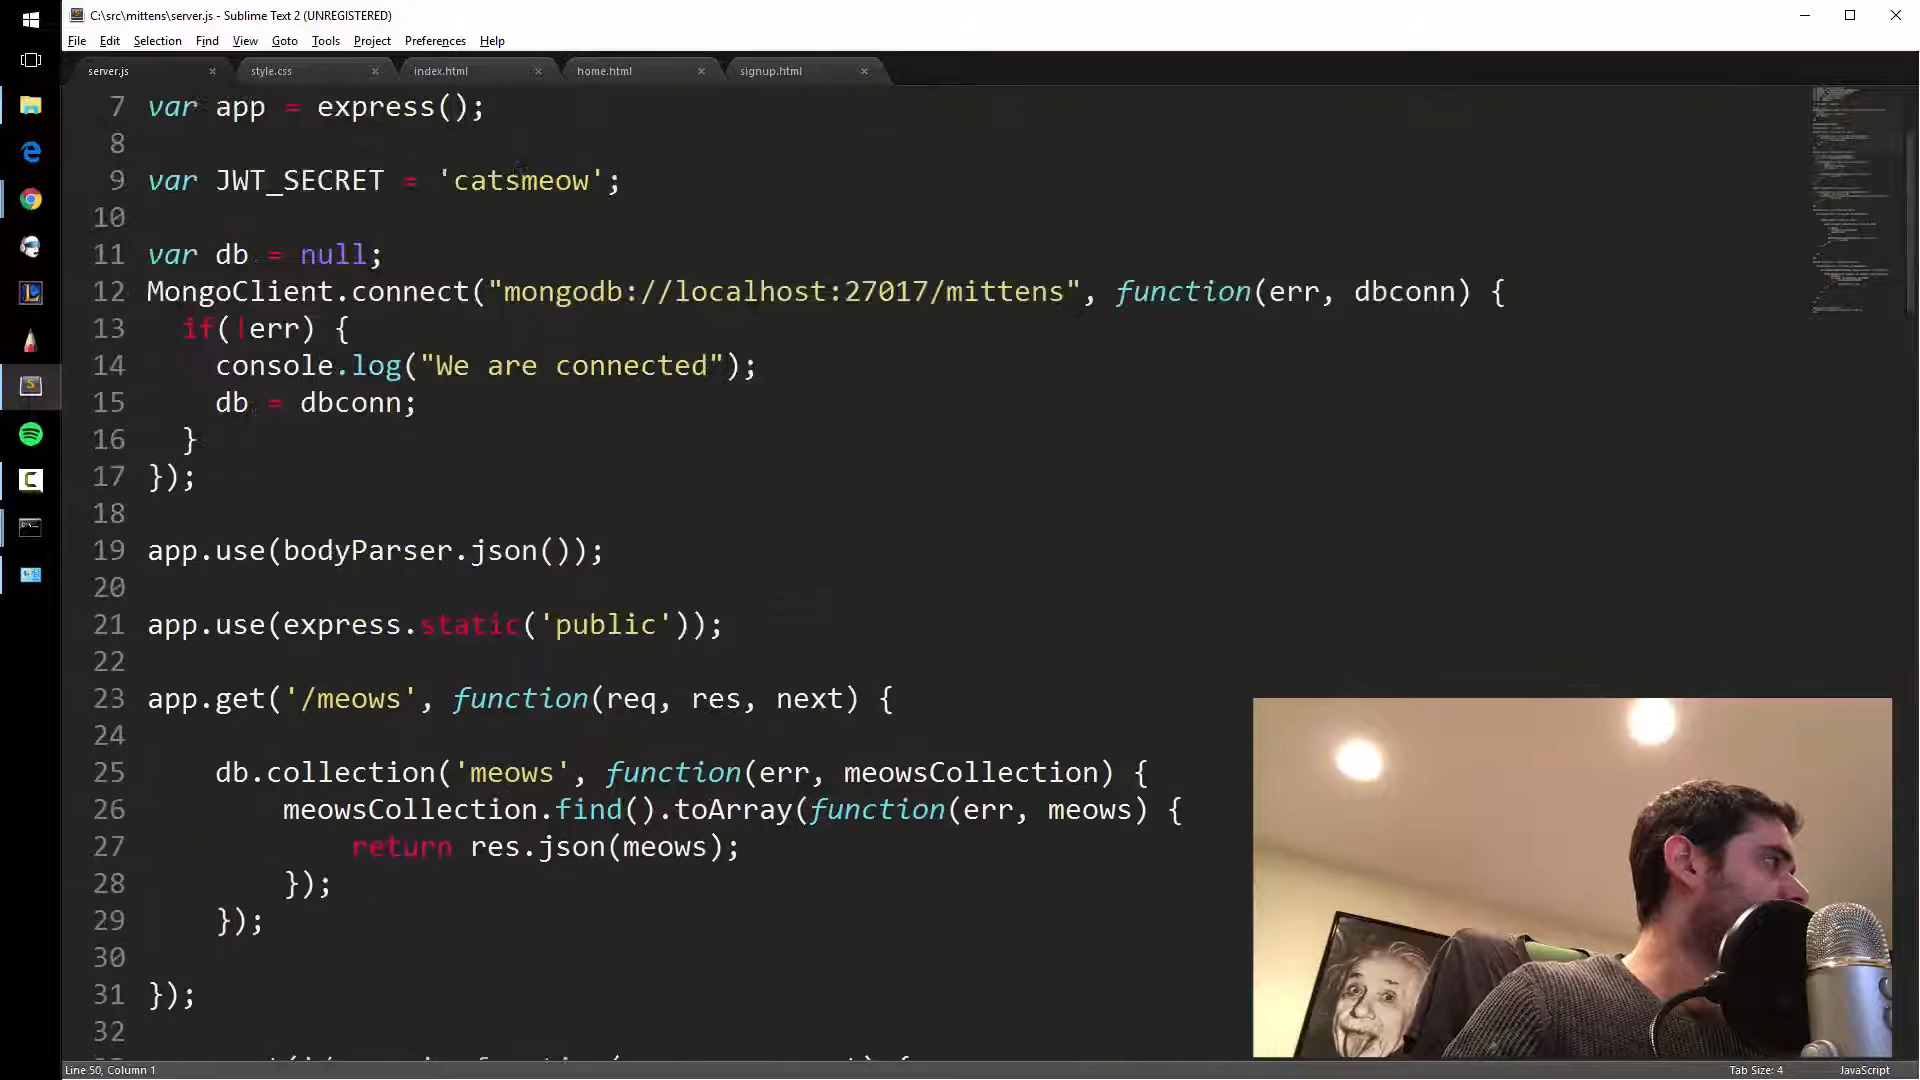 C:\src\mittens\server.js - Sublime Text 2 (UNREGISTERED)
File Edit Selection Find View Goto Tools Project Preferences Help
server.js style.css index.html home.html signup.html
7 var app = express();
8
9 var JWT_SECRET = 'catsmeow';
10
11 var db = null;
12 MongoClient.connect("mongodb://localhost:27017/mittens", function(err, dbconn) {
13 if(!err) {
14 console.log("We are connected");
15 db = dbconn;
16 }
17 });
18
19 app.use(bodyParser.json());
20
21 app.use(express.static('public'));
22
23 app.get('/meows', function(req, res, next) {
24
25 db.collection('meows', function(err, meowsCollection) {
26 meowsCollection.find().toArray(function(err, meows) {
27 return res.json(meows);
28 });
29 });
30
31 });
32
Line 50, Column 1 Tab Size: 4 JavaScript